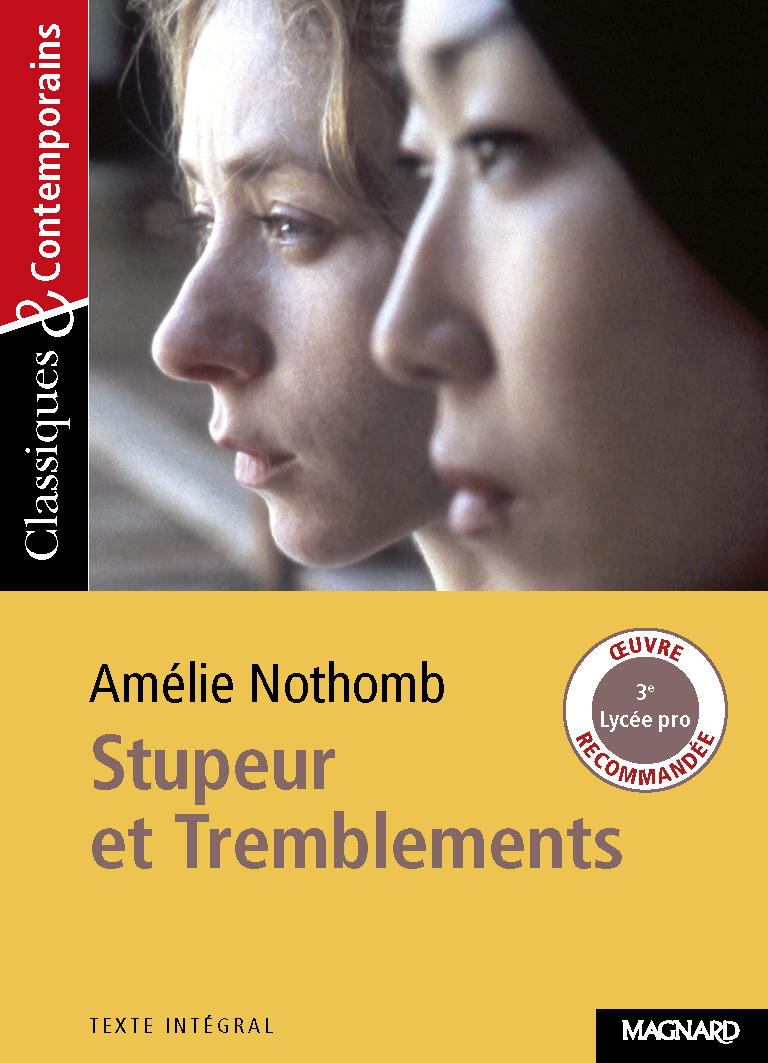 Classiques & Contemporains
Amélie Nothomb
Stupeur
et Tremblements
ŒUVRE
3e
Lycée pro
RECOMMANDÉE
TEXTE INTÉGRAL
MAGNARD